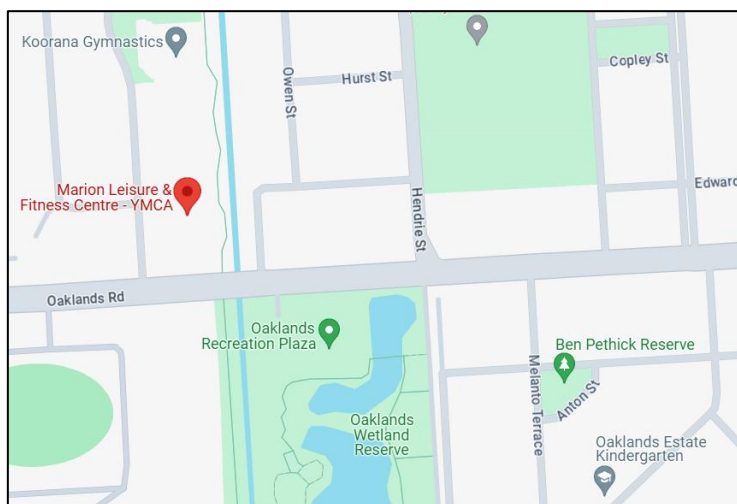 Koorana Gymnastics
Owen St
Hurst St
Copley St
Marion Leisure &
Fitness Centre - YMCA
Hendrie St
Edward
Oaklands Rd
Oaklands
Recreation Plaza
Ben Pethick Reserve
Melanto Terrace
Anton St
Oaklands
Wetland
Reserve
Oaklands Estate
Kindergarten